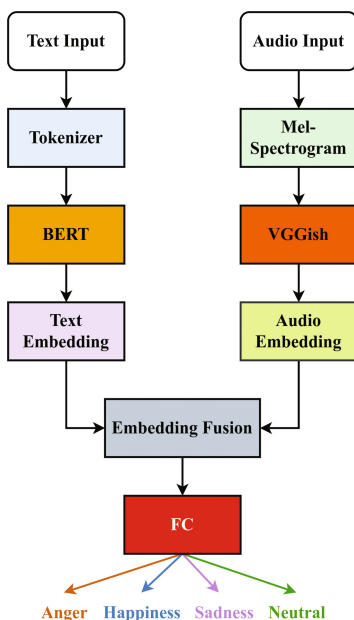 Text Input
Audio Input
Tokenizer
Mel-
Spectrogram
BERT
VGGish
Text
Embedding
Audio
Embedding
Embedding Fusion
FC
Anger Happiness Sadness Neutral